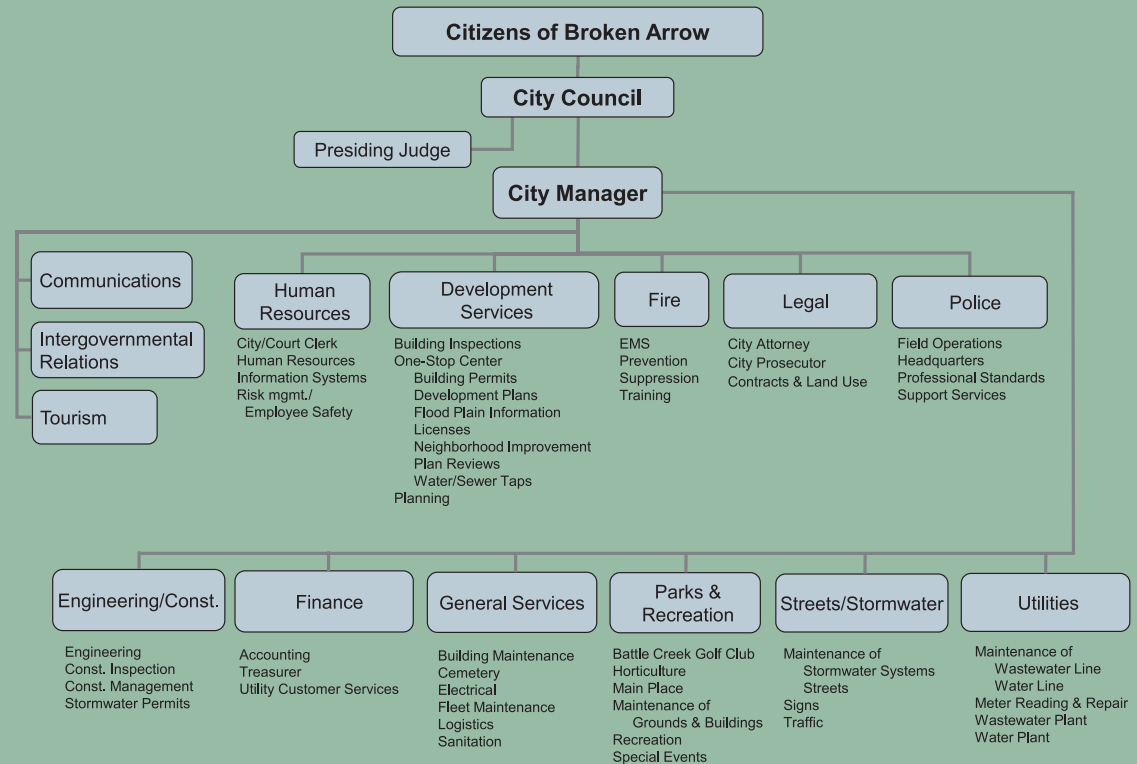 Citizens of Broken Arrow
City Council
Presiding Judge
City Manager
Communications
Intergovernmental
Relations
Tourism
Human
Resources
City/Court Clerk
Human Resources
Information Systems
Risk mgmt./
Employee Safety
Development
Services
Building Inspections
One-Stop Center
Building Permits
Development Plans
Flood Plain Information
Licenses
Neighborhood Improvement
Plan Reviews
Water/Sewer Taps
Planning
Fire
EMS
Prevention
Suppression
Training
Legal
City Attorney
City Prosecutor
Contracts & Land Use
Police
Field Operations
Headquarters
Professional Standards
Support Services
Engineering/Const.
Engineering
Const. Inspection
Const. Management
Stormwater Permits
Finance
Accounting
Treasurer
Utility Customer Services
General Services
Building Maintenance
Cemetery
Electrical
Fleet Maintenance
Logistics
Sanitation
Parks &
Recreation
Battle Creek Golf Club
Horticulture
Main Place
Maintenance of
Grounds & Buildings
Recreation
Special Events
Streets/Stormwater
Maintenance of
Stormwater Systems
Streets
Signs
Traffic
Utilities
Maintenance of
Wastewater Line
Water Line
Meter Reading & Repair
Wastewater Plant
Water Plant